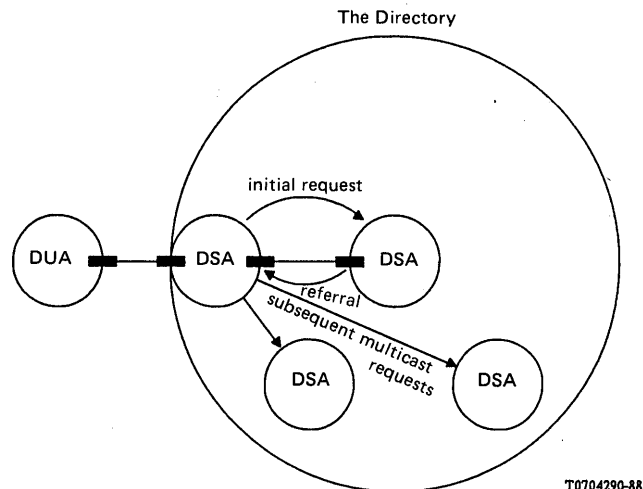 The Directory
initial request
DUA
DSA
DSA
referral
subsequent multicast
requests
DSA
DSA
T0704290-88